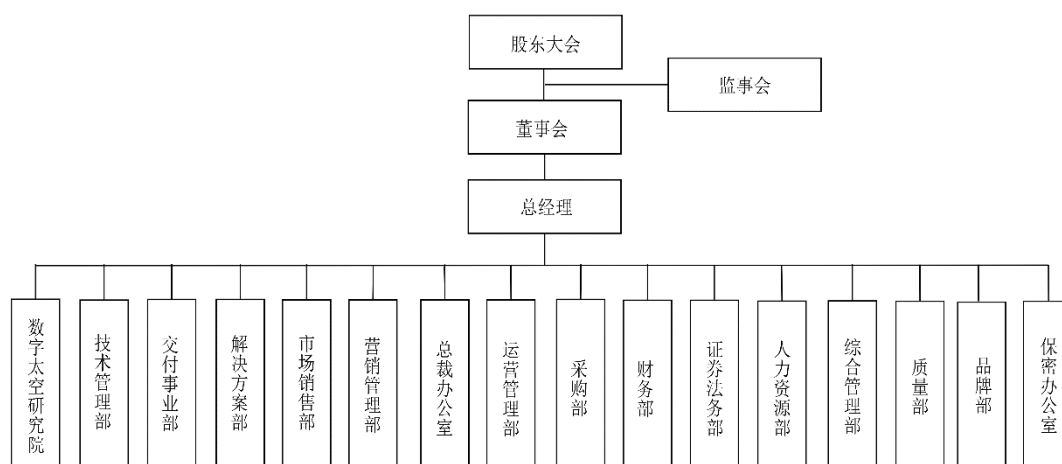 股东大会
监事会
董事会
总经理
数字太空研究院
技术管理部
交付事业部
解决方案部
市场销售部
营销管理部
总裁办公室
运营管理部
采购部
财务部
证券法务部
人力资源部
综合管理部
质量部
品牌部
保密办公室